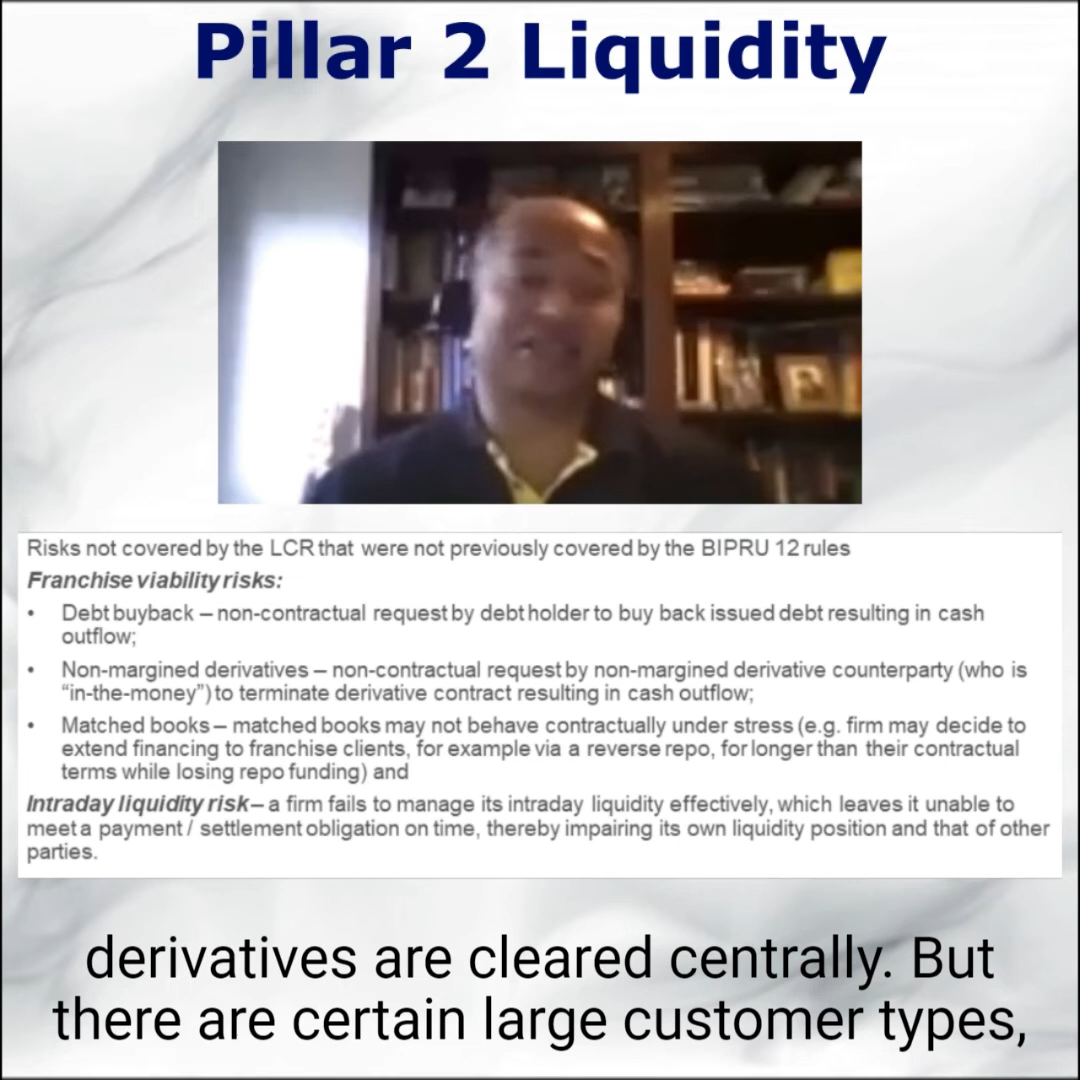 Pillar 2 Liquidity
Risks not covered by the LCR that were not previously covered by the BIPRU 12 rules
Franchise viability risks:
• Debt buyback – non-contractual request by debt holder to buy back issued debt resulting in cash
outflow;
• Non-margined derivatives – non-contractual request by non-margined derivative counterparty (who is
“in-the-money”) to terminate derivative contract resulting in cash outflow;
• Matched books – matched books may not behave contractually under stress (e.g. firm may decide to
extend financing to franchise clients, for example via a reverse repo, for longer than their contractual
terms while losing repo funding) and
Intraday liquidity risk – a firm fails to manage its intraday liquidity effectively, which leaves it unable to
meet a payment / settlement obligation on time, thereby impairing its own liquidity position and that of other
parties.
derivatives are cleared centrally. But
there are certain large customer types,